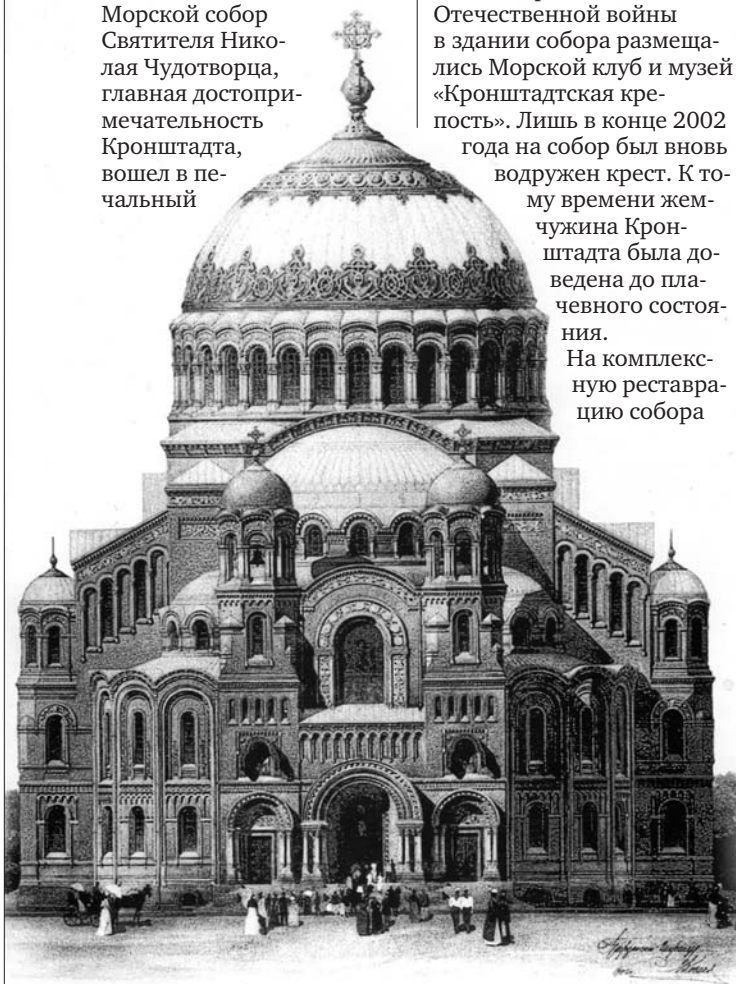 Морской собор
Святителя Нико-
лая Чудотворца,
главная достопри-
мечательность
Кронштадта,
вошел в пе-
чальный
Отечественной войны
в здании собора размеща-
лись Морской клуб и музей
«Кронштадтская кре-
пость». Лишь в конце 2002
года на собор был вновь
водружен крест. К то-
му времени жем-
чужина Крон-
штадта была до-
ведена до пла-
чевного состоя-
ния.
На комплекс-
ную реставра-
цию собора